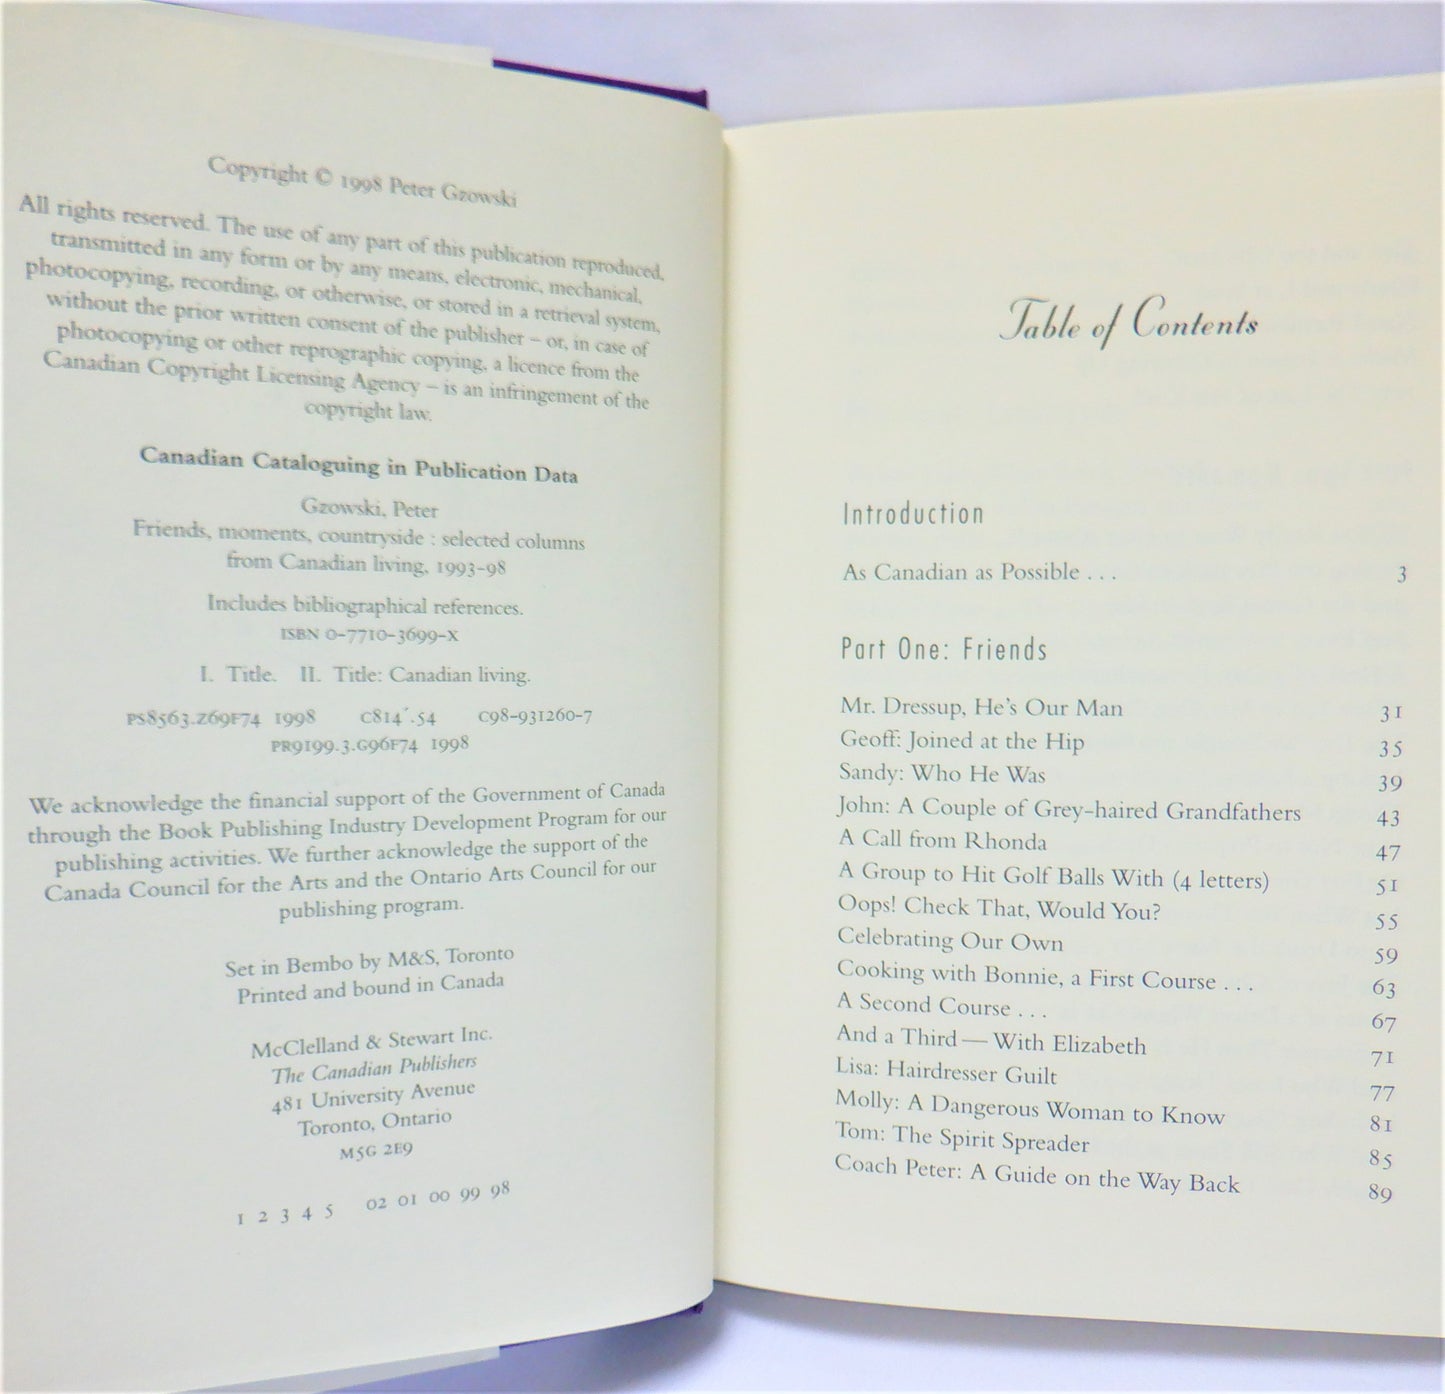 Copyright © 1998 Peter Gzowski
All rights reserved. The use of any part of this publication reproduced,
transmitted in any form or by any means, electronic, mechanical,
photocopying, recording, or otherwise, or stored in a retrieval system,
without the prior written consent of the publisher – or, in case of
photocopying or other reprographic copying, a licence from the
Canadian Copyright Licensing Agency – is an infringement of the
copyright law.
Canadian Cataloguing in Publication Data
Gzowski, Peter
Friends, moments, countryside : selected columns
from Canadian living, 1993–98
Includes bibliographical references.
ISBN 0-7710-3699-X
I. Title. II. Title: Canadian living.
PS8563.Z69F74 1998 C814´.54 C98-931260-7
PR9199.3.G96F74 1998
We acknowledge the financial support of the Government of Canada
through the Book Publishing Industry Development Program for our
publishing activities. We further acknowledge the support of the
Canada Council for the Arts and the Ontario Arts Council for our
publishing program.
Set in Bembo by M&S, Toronto
Printed and bound in Canada
McClelland & Stewart Inc.
The Canadian Publishers
481 University Avenue
Toronto, Ontario
M5G 2E9
1 2 3 4 5 02 01 00 99 98
Table of Contents
Introduction
As Canadian as Possible . . . 3
Part One: Friends
Mr. Dressup, He's Our Man 31
Geoff: Joined at the Hip 35
Sandy: Who He Was 39
John: A Couple of Grey-haired Grandfathers 43
A Call from Rhonda 47
A Group to Hit Golf Balls With (4 letters) 51
Oops! Check That, Would You? 55
Celebrating Our Own 59
Cooking with Bonnie, a First Course . . . 63
A Second Course . . . 67
And a Third — With Elizabeth 71
Lisa: Hairdresser Guilt 77
Molly: A Dangerous Woman to Know 81
Tom: The Spirit Spreader 85
Coach Peter: A Guide on the Way Back 89